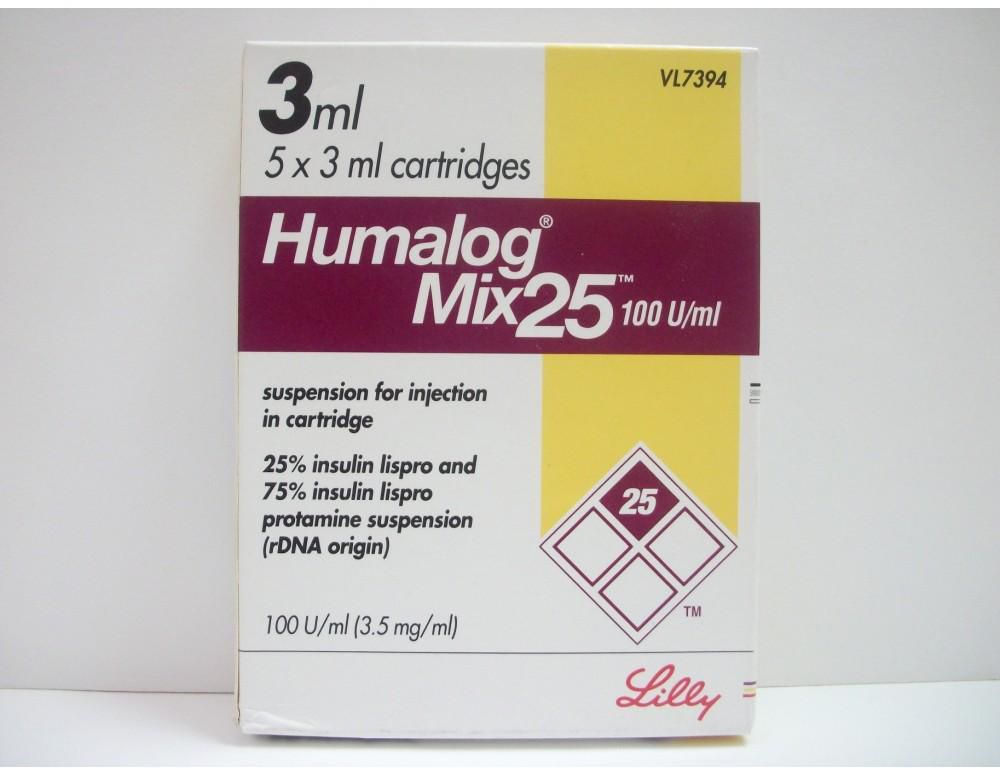 3ml
VL7394
5 x 3 ml cartridges
Humalog®
Mix25™ 100 U/ml
suspension for injection
in cartridge
25% insulin lispro and
75% insulin lispro
protamine suspension
(rDNA origin)
25
TM
100 U/ml (3.5 mg/ml)
Lilly